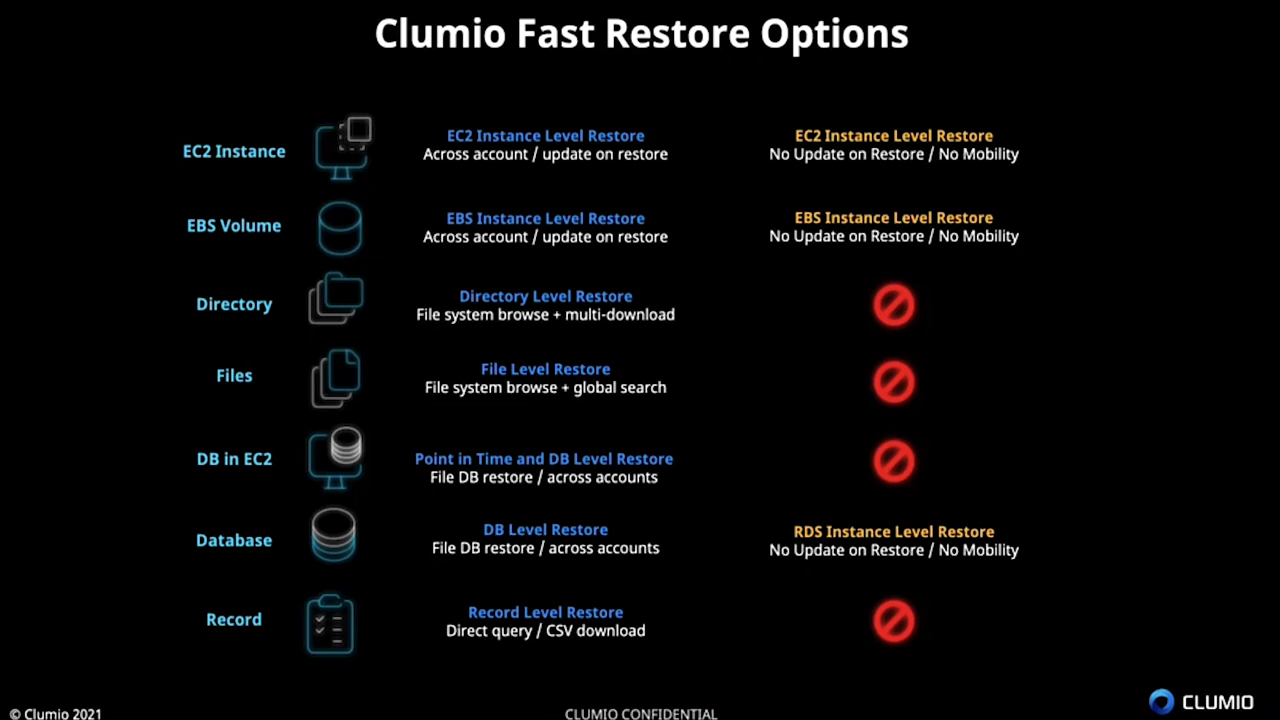 Clumio Fast Restore Options
EC2 Instance
EC2 Instance Level Restore
Across account / update on restore
EC2 Instance Level Restore
No Update on Restore / No Mobility
EBS Volume
EBS Instance Level Restore
Across account / update on restore
EBS Instance Level Restore
No Update on Restore / No Mobility
Directory
Directory Level Restore
File system browse + multi-download
Files
File Level Restore
File system browse + global search
DB in EC2
Point in Time and DB Level Restore
File DB restore / across accounts
Database
DB Level Restore
File DB restore / across accounts
RDS Instance Level Restore
No Update on Restore / No Mobility
Record
Record Level Restore
Direct query / CSV download
© Clumio 2021
CLUMIO CONFIDENTIAL
CLUMIO